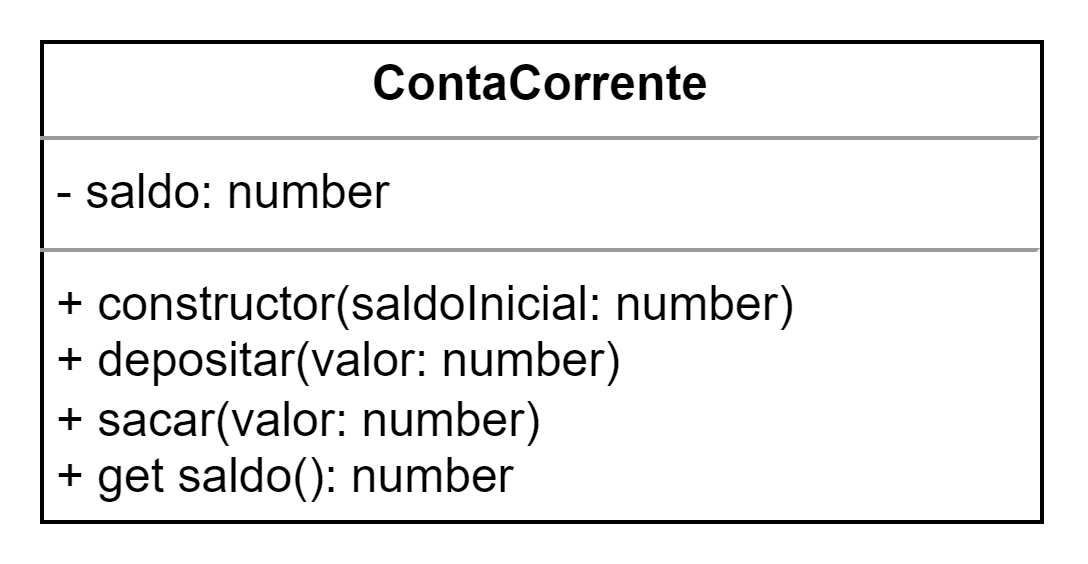 ContaCorrente
- saldo: number
+ constructor(saldoInicial: number)
+ depositar(valor: number)
+ sacar(valor: number)
+ get saldo(): number